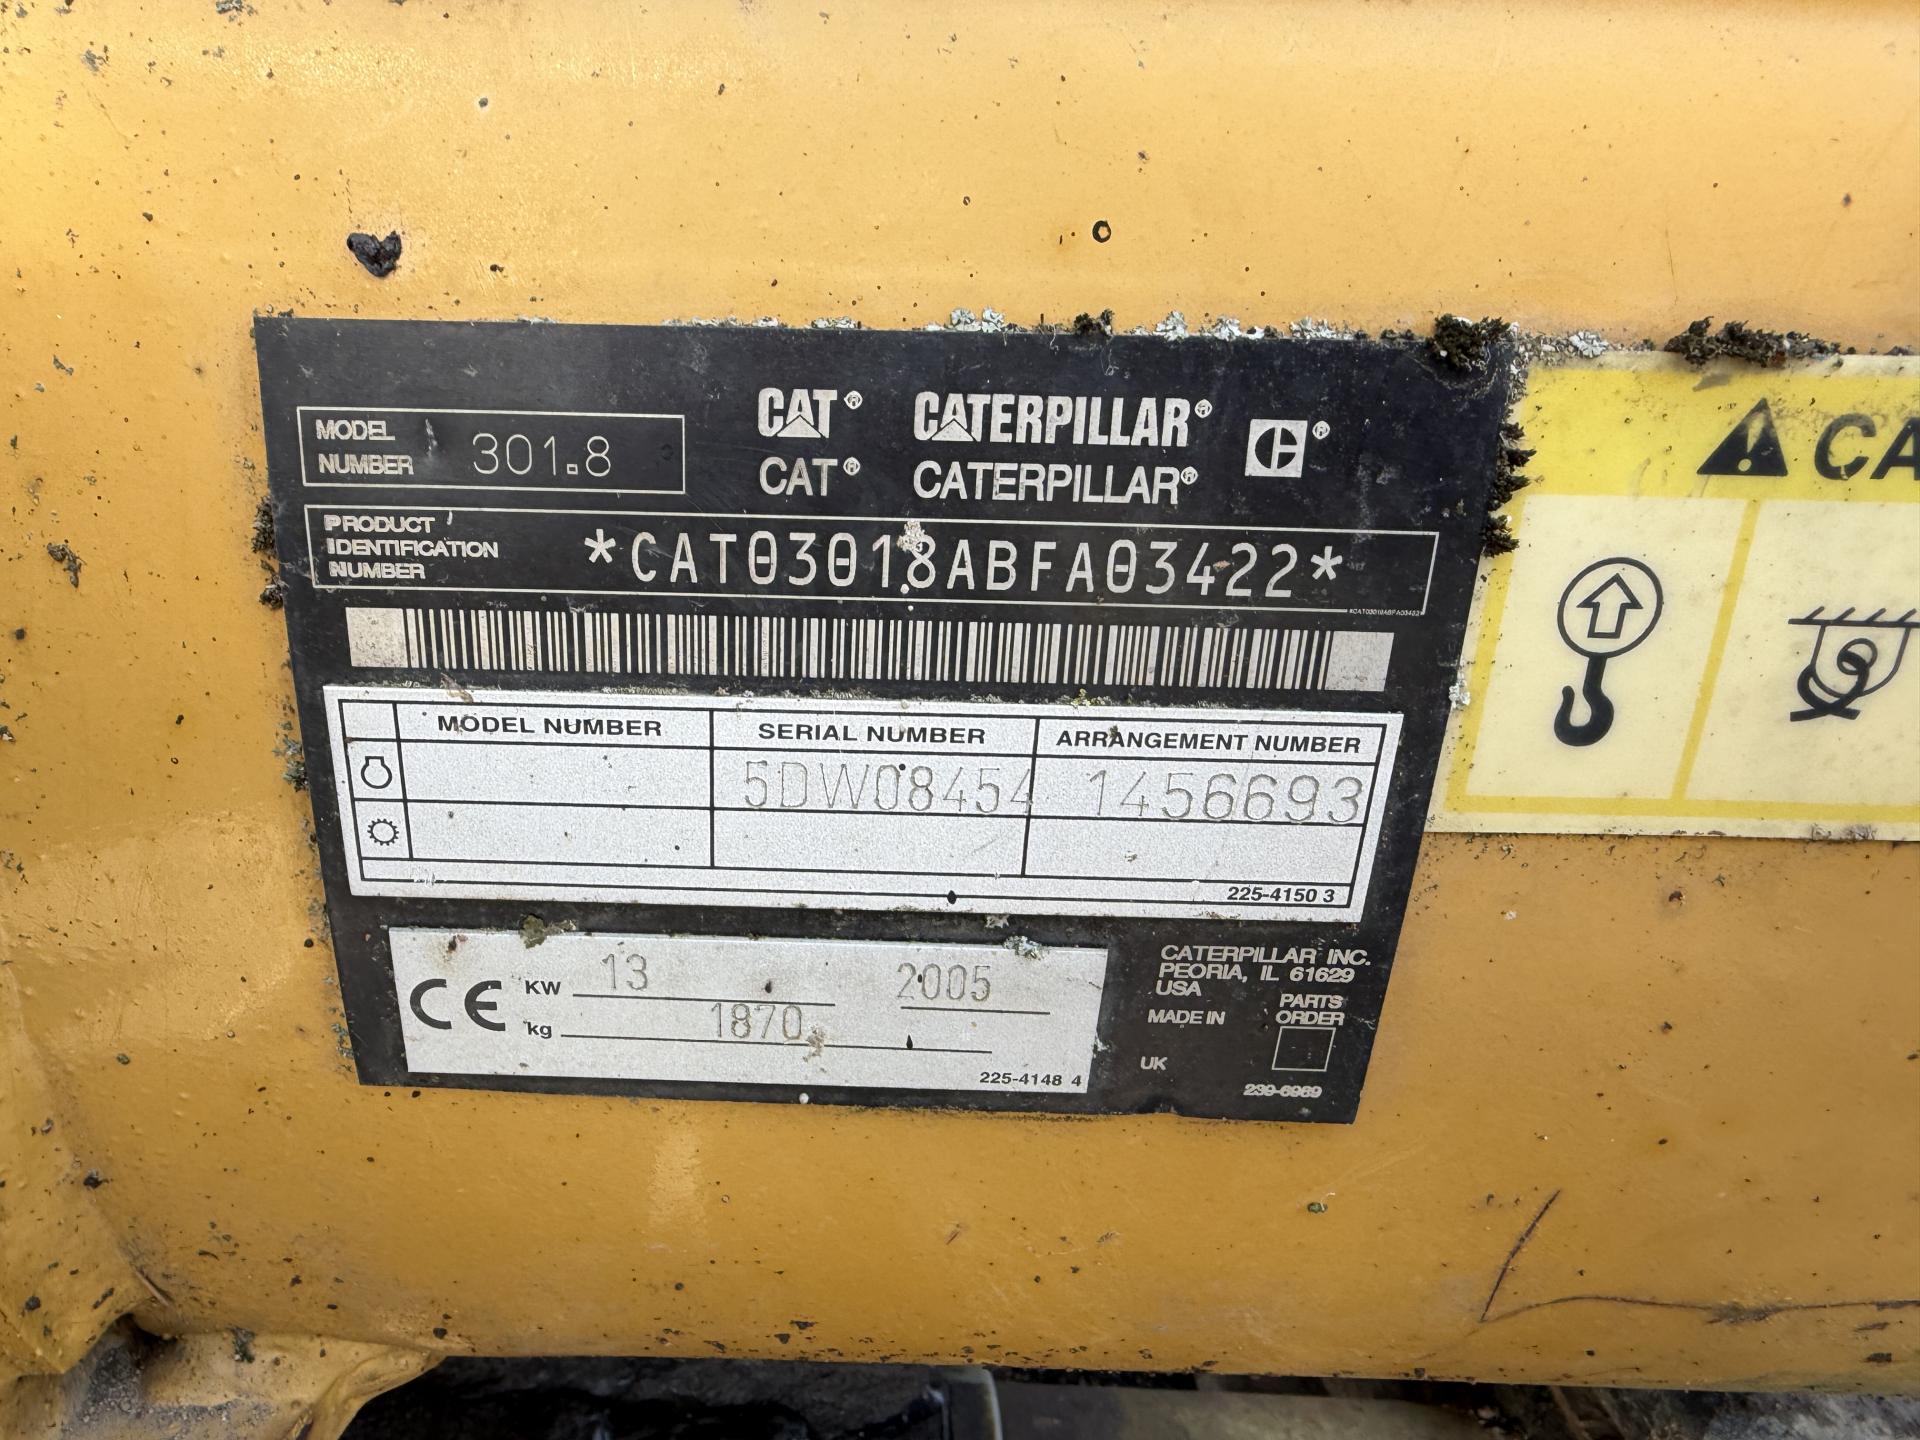 MODEL
NUMBER 301.8
CAT® CATERPILLAR® ®
CAT® CATERPILLAR®
PRODUCT
IDENTIFICATION
NUMBER
*CAT03018ABFA03422*
*CAT03018ABFA03422*
MODEL NUMBER SERIAL NUMBER ARRANGEMENT NUMBER
5DW08454 1456693
225-4150 3
CE KW 13 2005
kg 1870
225-4148 4
CATERPILLAR INC.
PEORIA, IL 61629
USA
MADE IN
UK
PARTS
ORDER
239-6969
CA